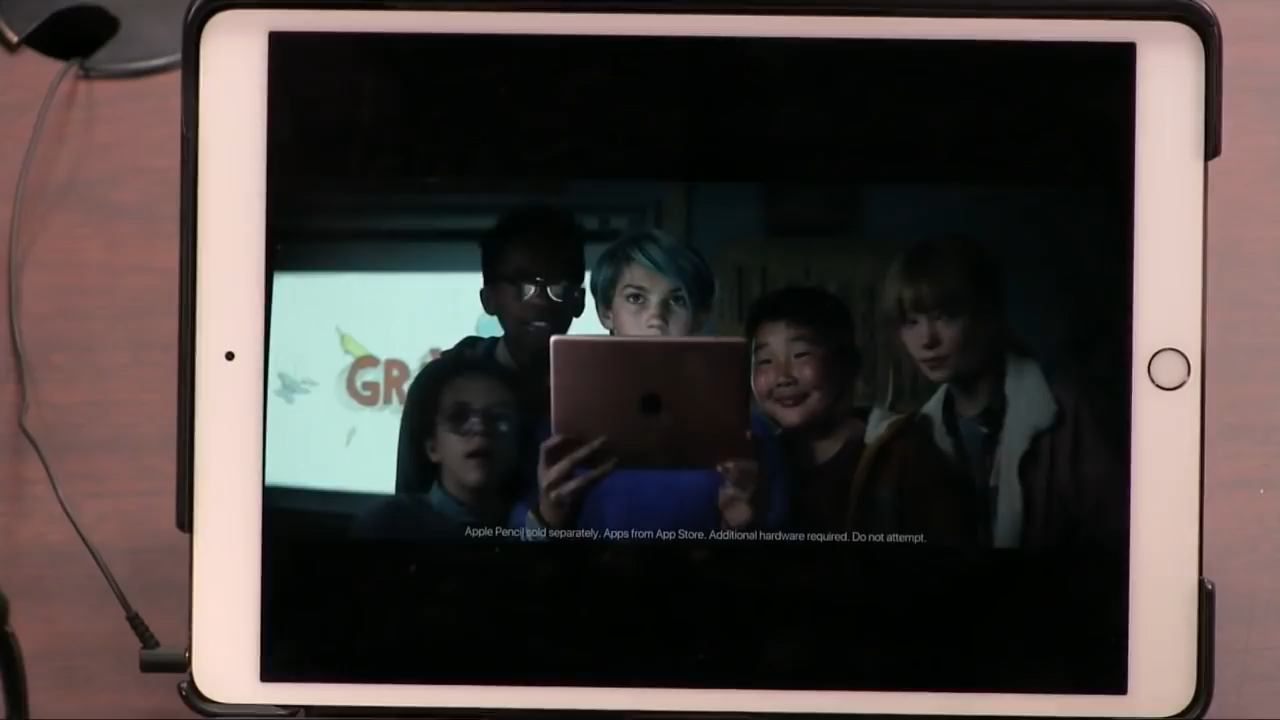 GR
Apple Pencil sold separately. Apps from App Store. Additional hardware required. Do not attempt.